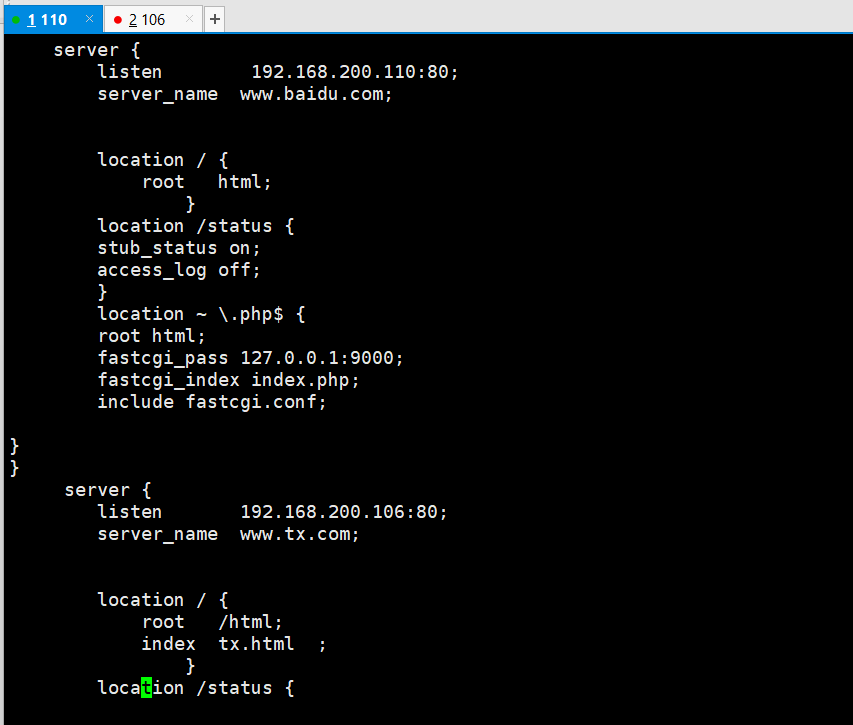 1 110 × 2 106 × +
    server {
        listen        192.168.200.110:80;
        server_name  www.baidu.com;
        location / {
            root   html;
                }
        location /status {
        stub_status on;
        access_log off;
        }
        location ~ \.php$ {
        root html;
        fastcgi_pass 127.0.0.1:9000;
        fastcgi_index index.php;
        include fastcgi.conf;
}
}
     server {
        listen       192.168.200.106:80;
        server_name  www.tx.com;
        location / {
            root   /html;
            index  tx.html  ;
                }
        location /status {